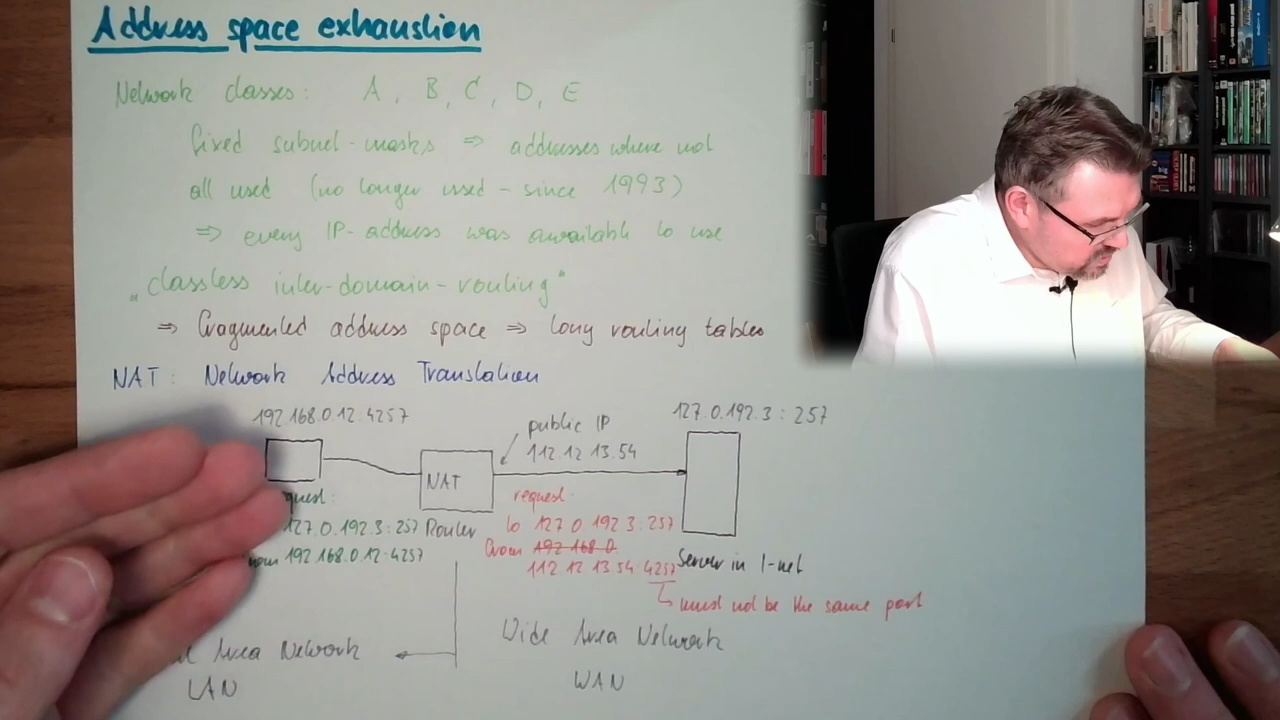 Address space exhaustion
Network classes: A, B, C, D, E
fixed subnet-masks ⇒ addresses where not
all used (no longer used - since 1993)
⇒ every IP-address was available to use
„classless inter-domain-routing"
⇒ fragmented address space ⇒ long routing tables
NAT: Network Address Translation
192.168.0.12:4257
public IP
112.12.13.54
127.0.192.3:257
NAT
Router
127.0.192.3:257
192.168.0.12:4257
request:
to 127.0.192.3:257
from 192.168.0
112.12.13.54:4257
must not be the same port
Server in I-net
Area Network
LAN
Wide Area Network
WAN